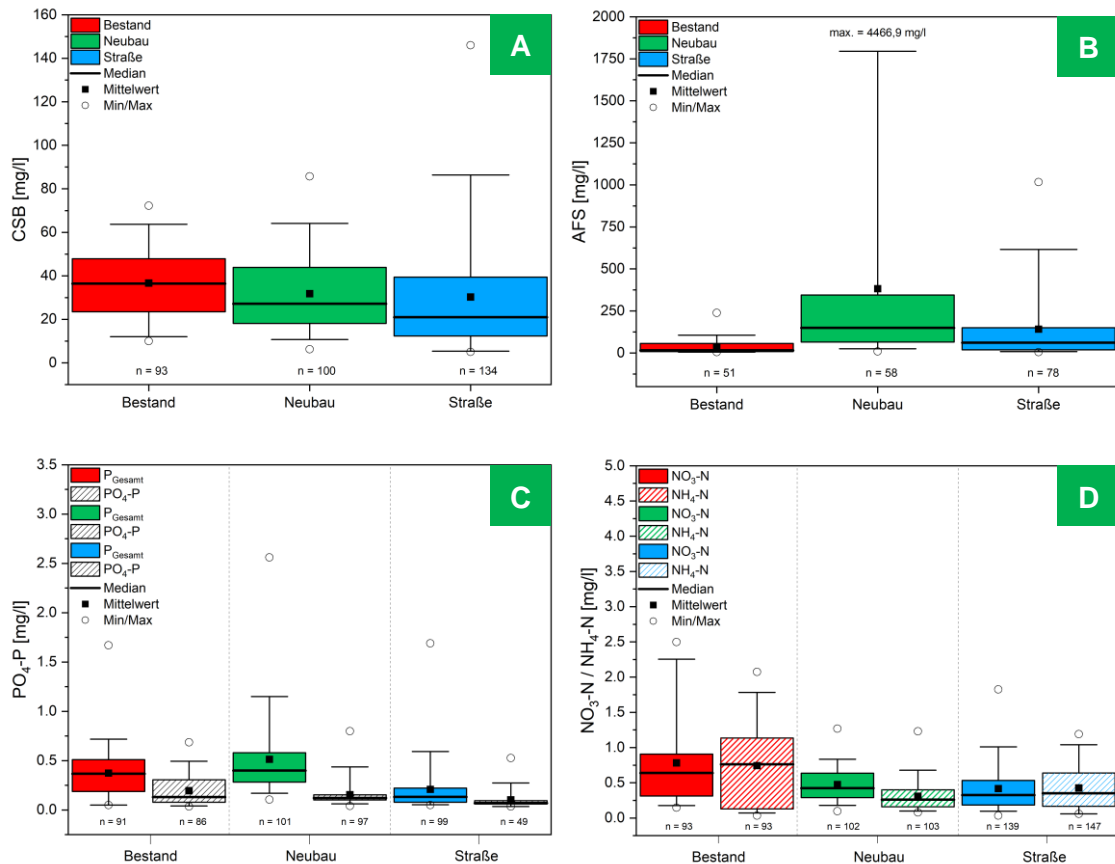 A
CSB [mg/l]
160
140
120
100
80
60
40
20
0
Bestand
Neubau
Straße
Median
Mittelwert
Min/Max
n = 93
n = 100
n = 134
Bestand
Neubau
Straße
B
AFS [mg/l]
2000
1750
1500
1250
1000
750
500
250
0
Bestand
Neubau
Straße
Median
Mittelwert
Min/Max
max. = 4466,9 mg/l
n = 51
n = 58
n = 78
Bestand
Neubau
Straße
C
PO4-P [mg/l]
3.5
3.0
2.5
2.0
1.5
1.0
0.5
0.0
PGesamt
PO4-P
PGesamt
PO4-P
PGesamt
PO4-P
Median
Mittelwert
Min/Max
n = 91
n = 86
n = 101
n = 97
n = 99
n = 49
Bestand
Neubau
Straße
D
NO3-N / NH4-N [mg/l]
5.0
4.5
4.0
3.5
3.0
2.5
2.0
1.5
1.0
0.5
0.0
NO3-N
NH4-N
NO3-N
NH4-N
NO3-N
NH4-N
Median
Mittelwert
Min/Max
n = 93
n = 93
n = 102
n = 103
n = 139
n = 147
Bestand
Neubau
Straße